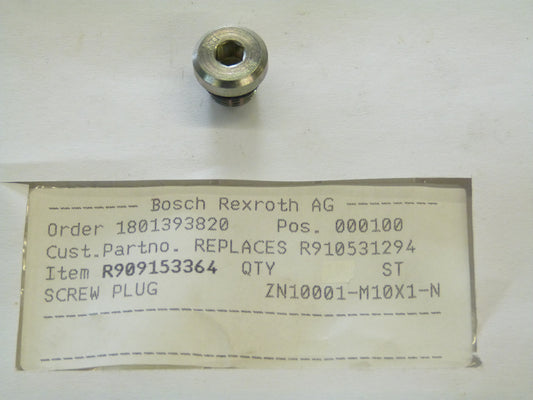 ------- Bosch Rexroth AG -------
Order 1801393820 Pos. 000100
Cust.Partno. REPLACES R910531294
Item R909153364 QTY ST
SCREW PLUG ZN10001-M10X1-N